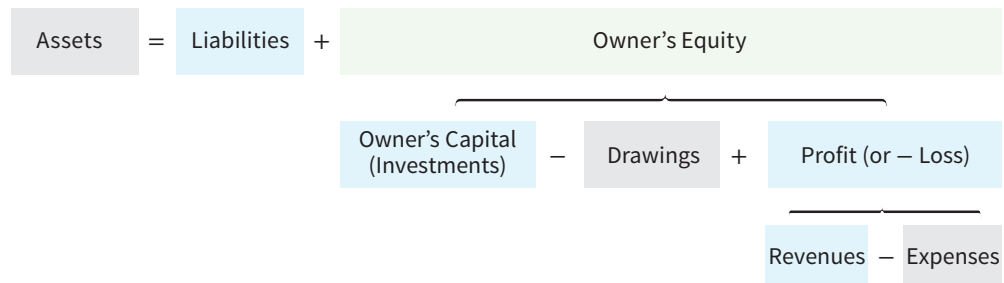 Assets = Liabilities + Owner’s Equity
Owner’s Capital
(Investments) − Drawings + Profit (or − Loss)
Revenues − Expenses